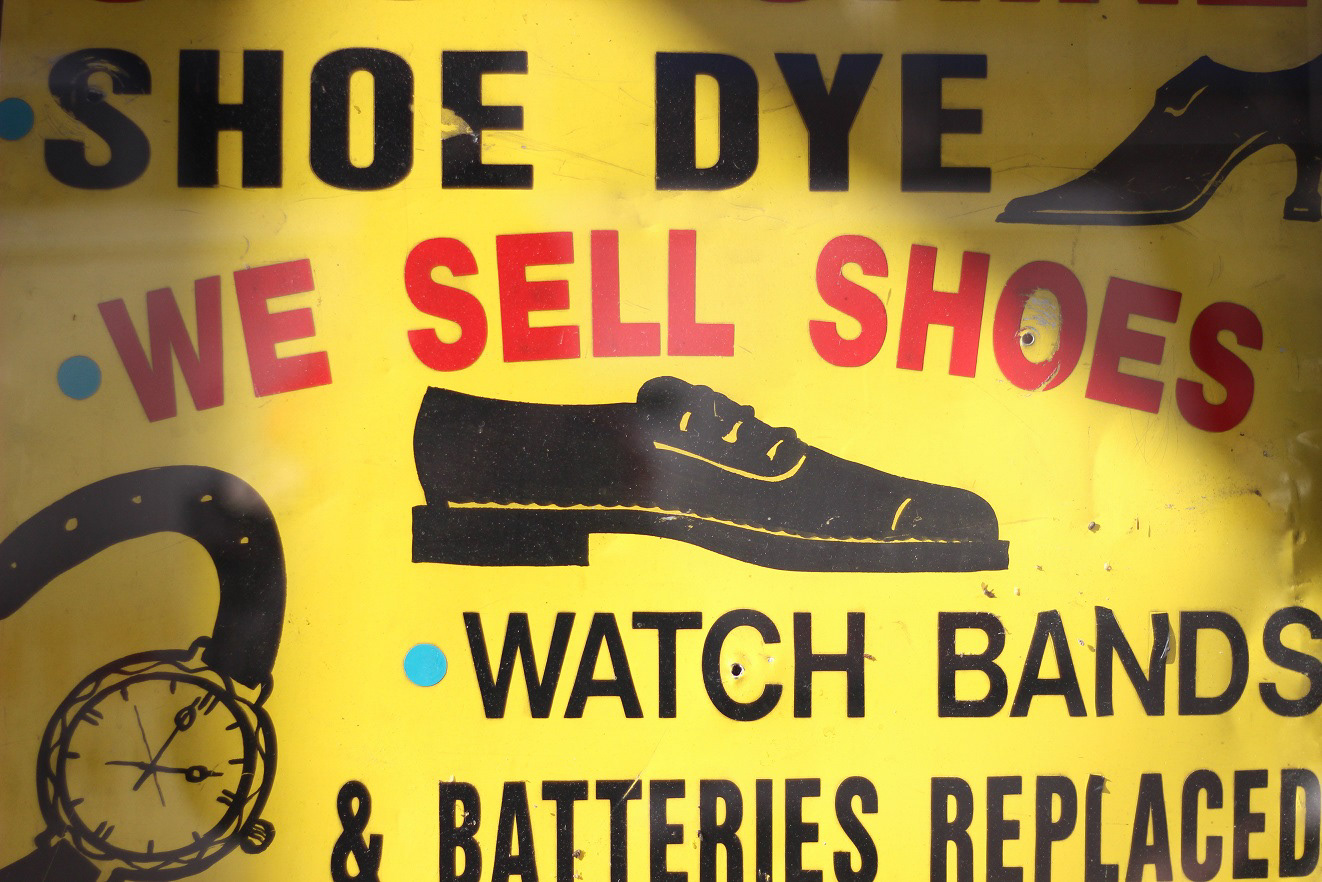 SHOE DYE
WE SELL SHOES
WATCH BANDS
& BATTERIES REPLACED